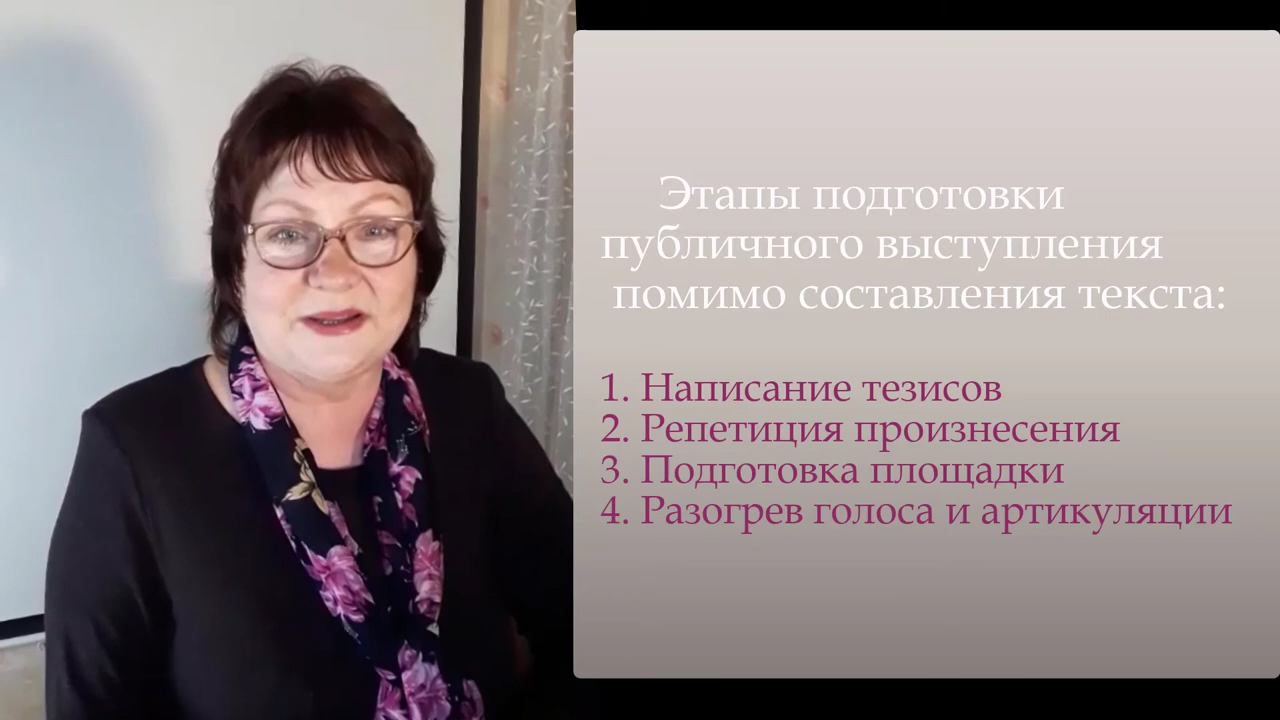 Этапы подготовки
публичного выступления
помимо составления текста:
1. Написание тезисов
2. Репетиция произнесения
3. Подготовка площадки
4. Разогрев голоса и артикуляции